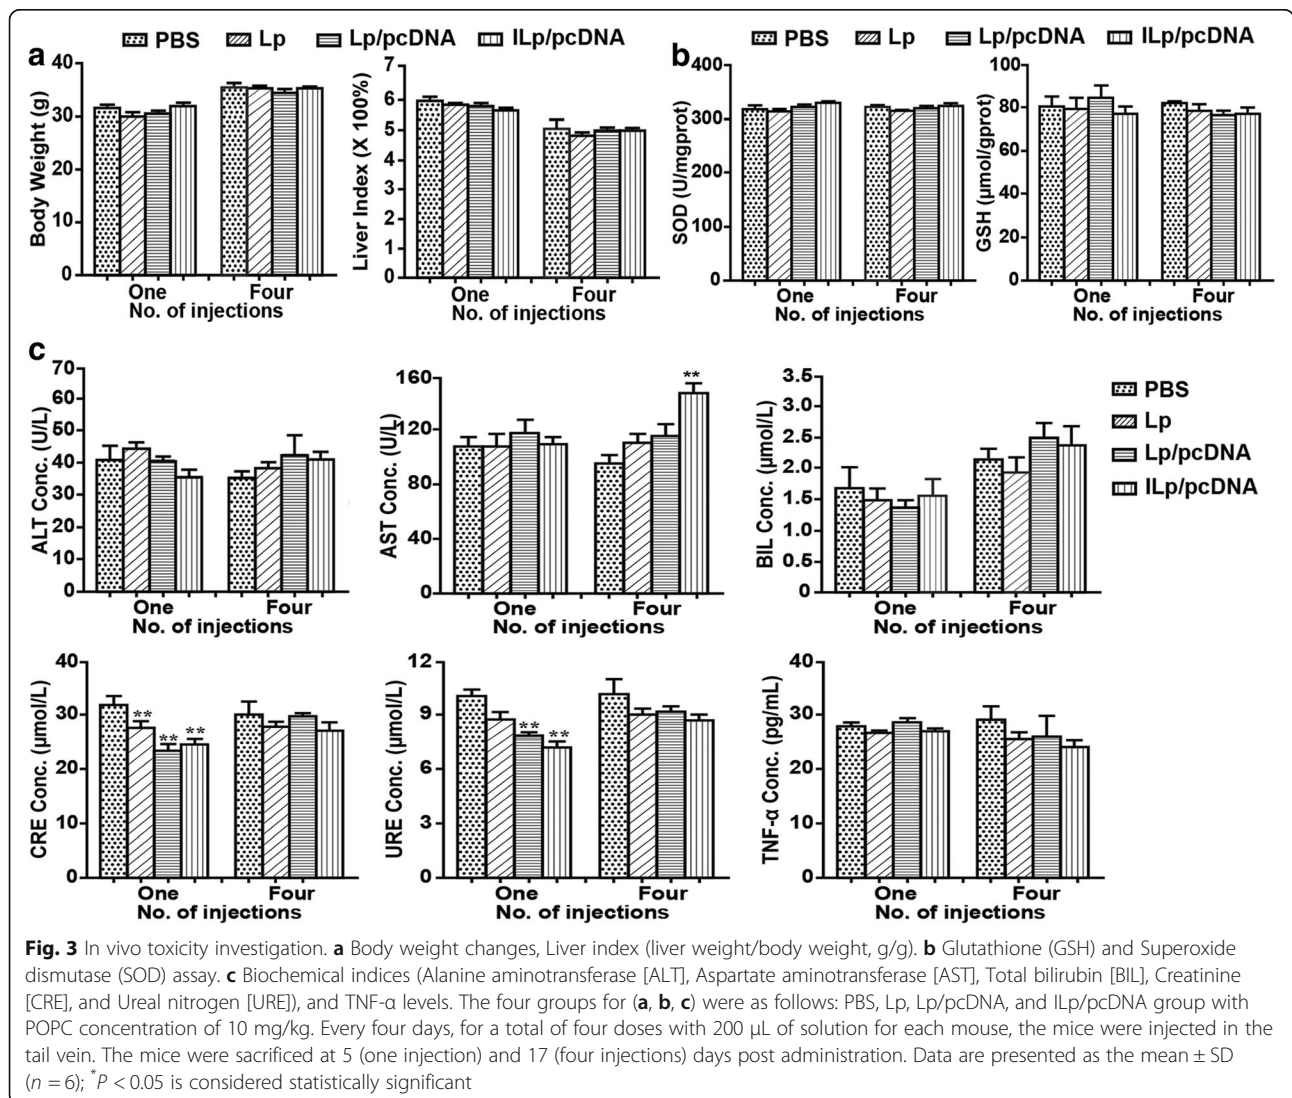 a PBS Lp Lp/pcDNA ILp/pcDNA
Body Weight (g)
40
30
20
10
0
One Four
No. of injections
Liver Index (X 100%)
7
6
5
4
3
2
1
0
One Four
No. of injections
b PBS Lp Lp/pcDNA ILp/pcDNA
SOD (U/mgprot)
400
300
200
100
0
One Four
No. of injections
GSH (µmol/gprot)
100
80
60
40
20
0
One Four
No. of injections
c
ALT Conc. (U/L)
70
60
50
40
30
20
10
0
One Four
No. of injections
AST Conc. (U/L)
160
120
80
40
0
**
One Four
No. of injections
BIL Conc. (µmol/L)
3.5
3.0
2.5
2.0
1.5
1.0
0.5
0
One Four
No. of injections
PBS
Lp
Lp/pcDNA
ILp/pcDNA
CRE Conc. (µmol/L)
40
30
20
10
0
** ** **
One Four
No. of injections
URE Conc. (µmol/L)
12
9
6
3
0
** **
One Four
No. of injections
TNF-α Conc. (pg/mL)
40
30
20
10
0
One Four
No. of injections
Fig. 3 In vivo toxicity investigation. a Body weight changes, Liver index (liver weight/body weight, g/g). b Glutathione (GSH) and Superoxide
dismutase (SOD) assay. c Biochemical indices (Alanine aminotransferase [ALT], Aspartate aminotransferase [AST], Total bilirubin [BIL], Creatinine
[CRE], and Ureal nitrogen [URE]), and TNF-α levels. The four groups for (a, b, c) were as follows: PBS, Lp, Lp/pcDNA, and ILp/pcDNA group with
POPC concentration of 10 mg/kg. Every four days, for a total of four doses with 200 µL of solution for each mouse, the mice were injected in the
tail vein. The mice were sacrificed at 5 (one injection) and 17 (four injections) days post administration. Data are presented as the mean ± SD
(n = 6); *P < 0.05 is considered statistically significant